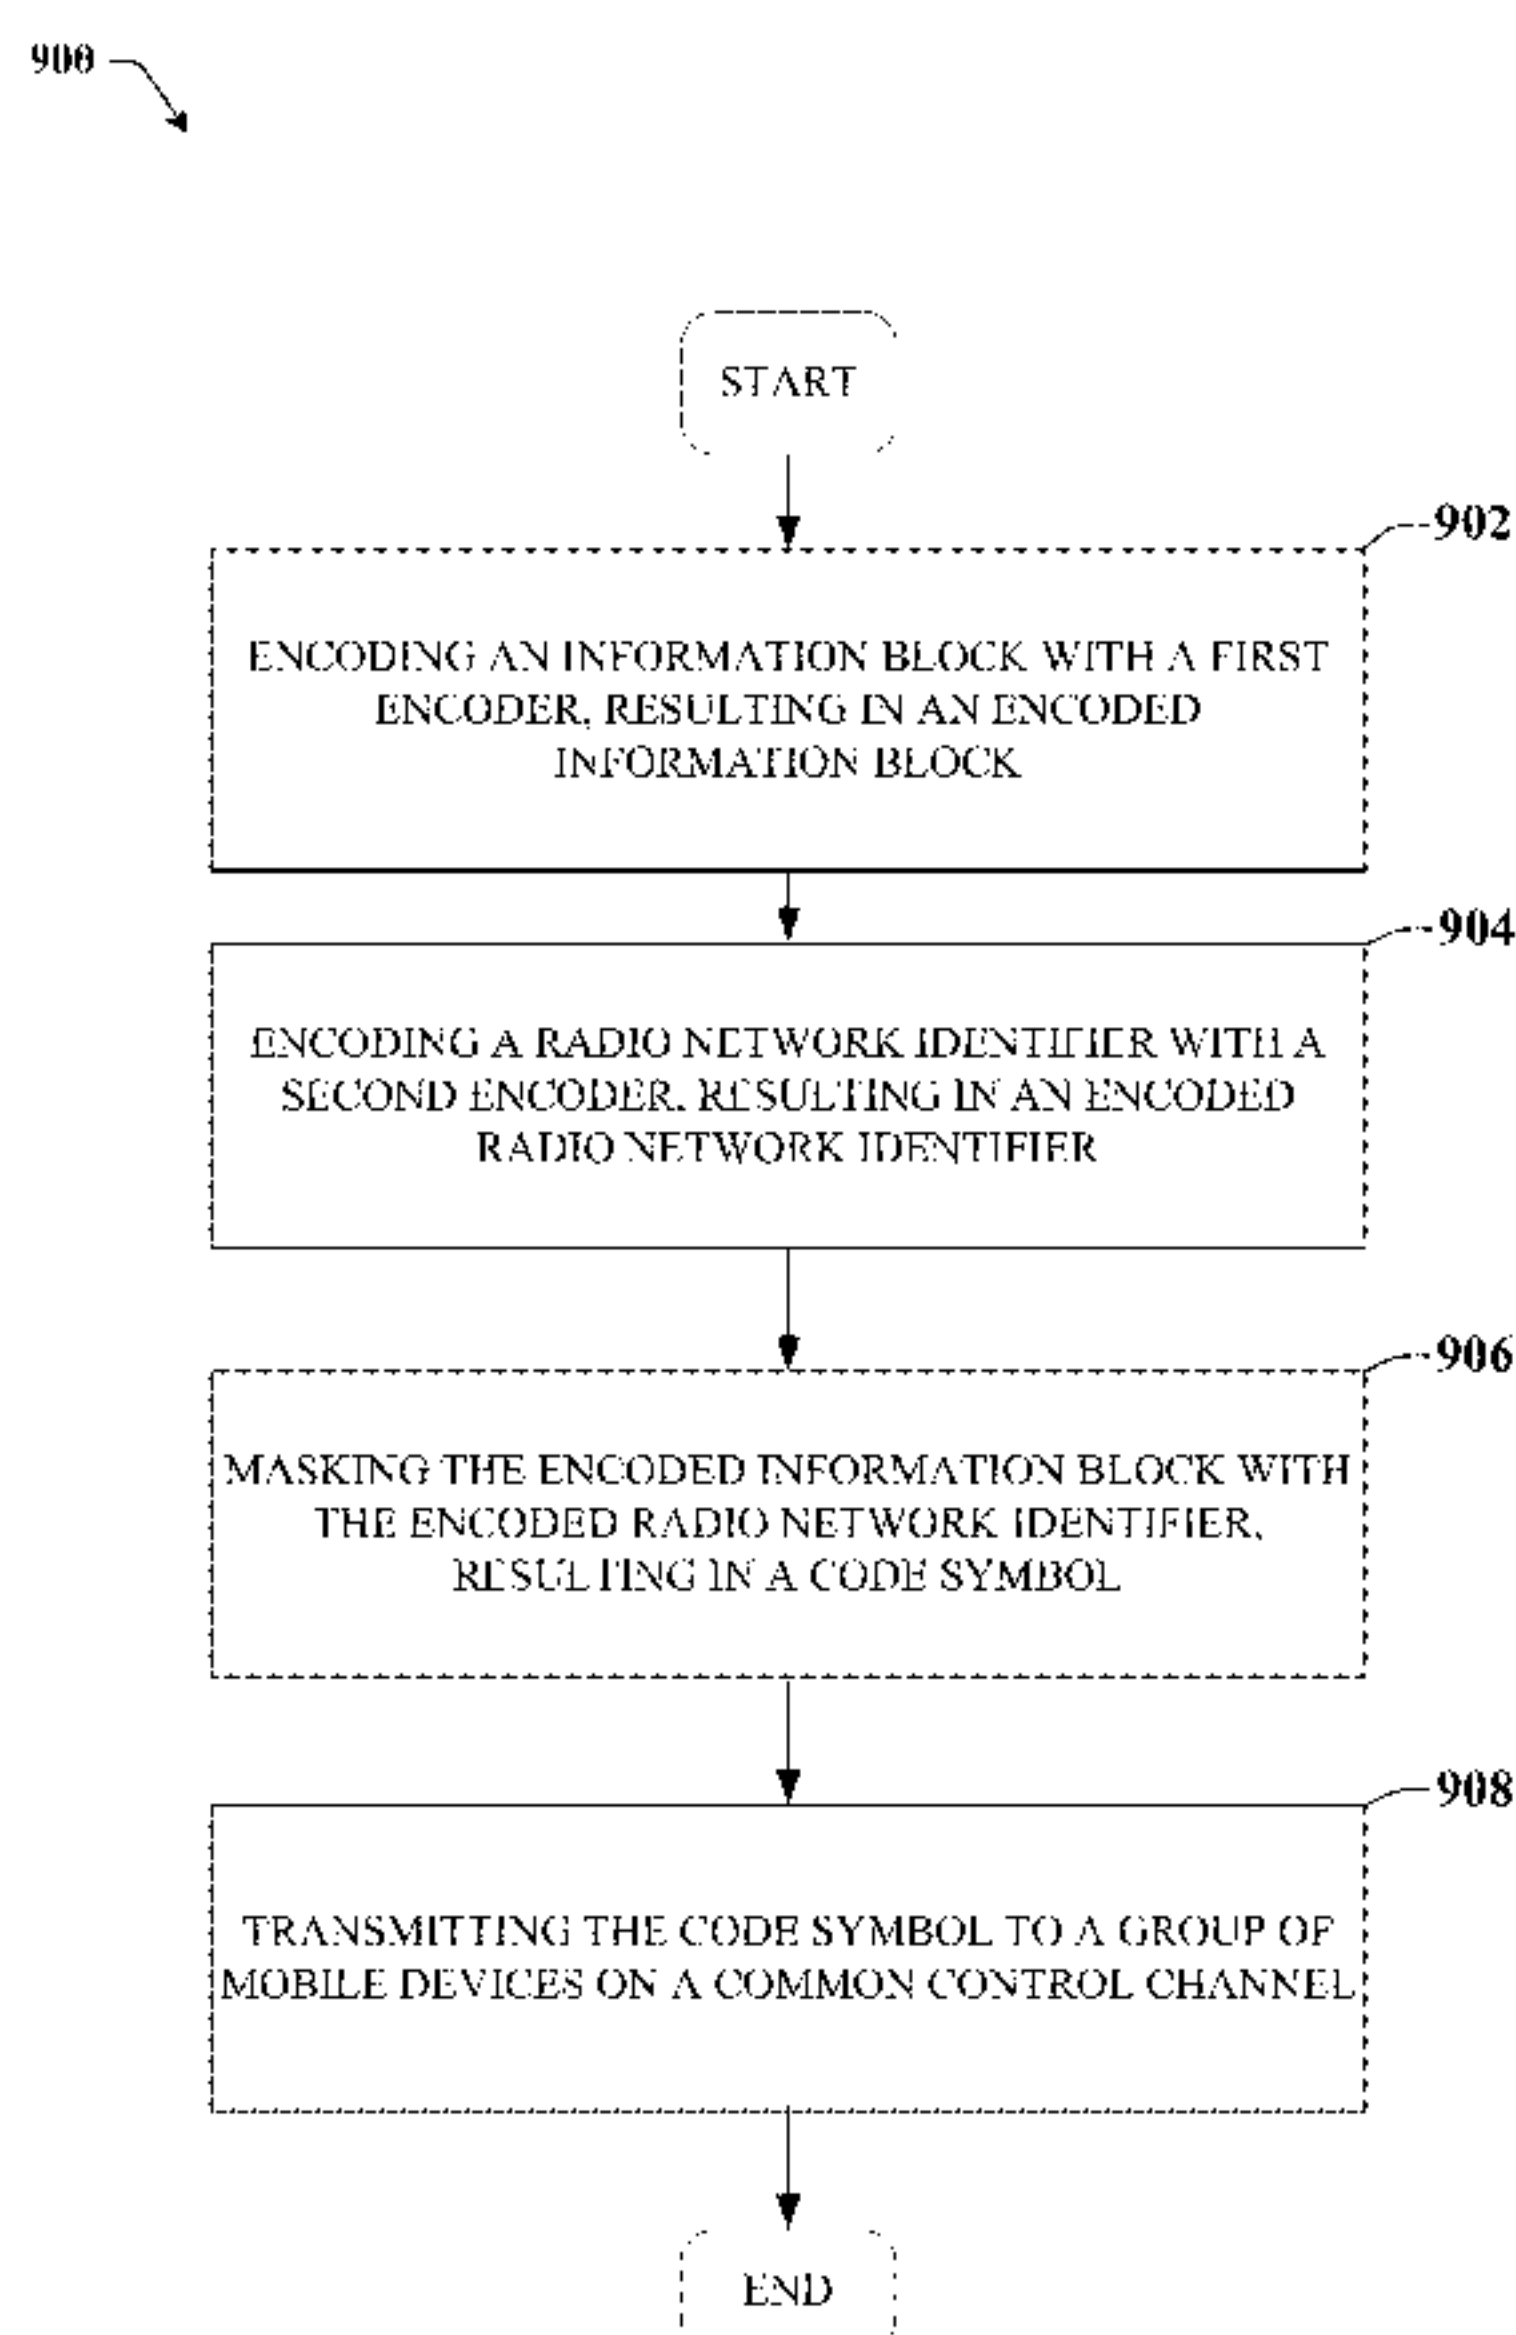 900
START
902
ENCODING AN INFORMATION BLOCK WITH A FIRST
ENCODER, RESULTING IN AN ENCODED
INFORMATION BLOCK
904
ENCODING A RADIO NETWORK IDENTIFIER WITH A
SECOND ENCODER, RESULTING IN AN ENCODED
RADIO NETWORK IDENTIFIER
906
MASKING THE ENCODED INFORMATION BLOCK WITH
THE ENCODED RADIO NETWORK IDENTIFIER,
RESULTING IN A CODE SYMBOL
908
TRANSMITTING THE CODE SYMBOL TO A GROUP OF
MOBILE DEVICES ON A COMMON CONTROL CHANNEL
END